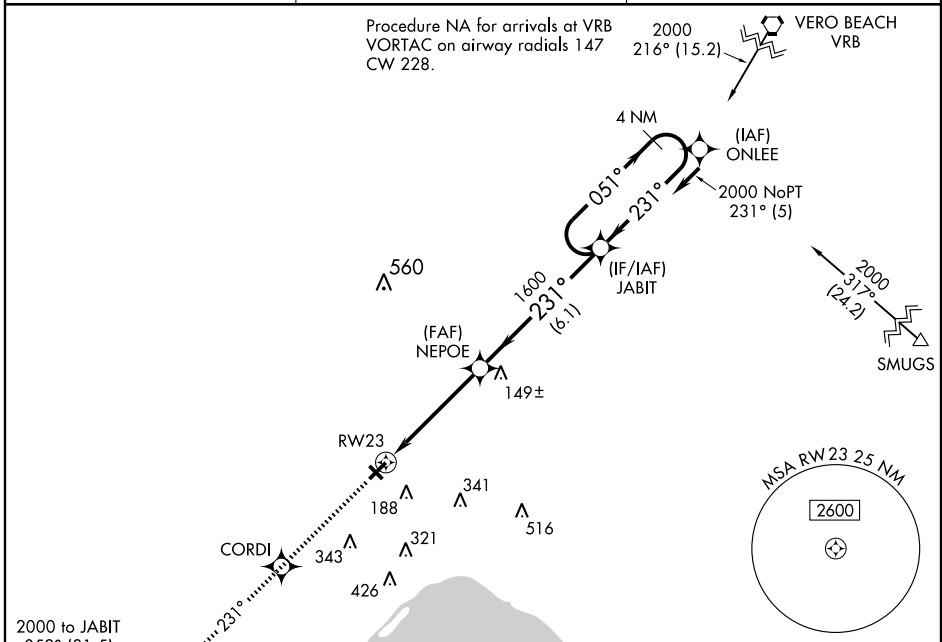 Procedure NA for arrivals at VRB
VORTAC on airway radials 147
CW 228.
2000
216° (15.2)
VERO BEACH
VRB
4 NM
(IAF)
ONLEE
051°
231°
2000 NoPT
231° (5)
(IF/IAF)
JABIT
560
1600
231°
(6.1)
2000
317°
(24.2)
SMUGS
(FAF)
NEPOE
149±
RW23
188
341
516
343
321
426
CORDI
231°
MSA RW 23 25 NM
2600
2000 to JABIT